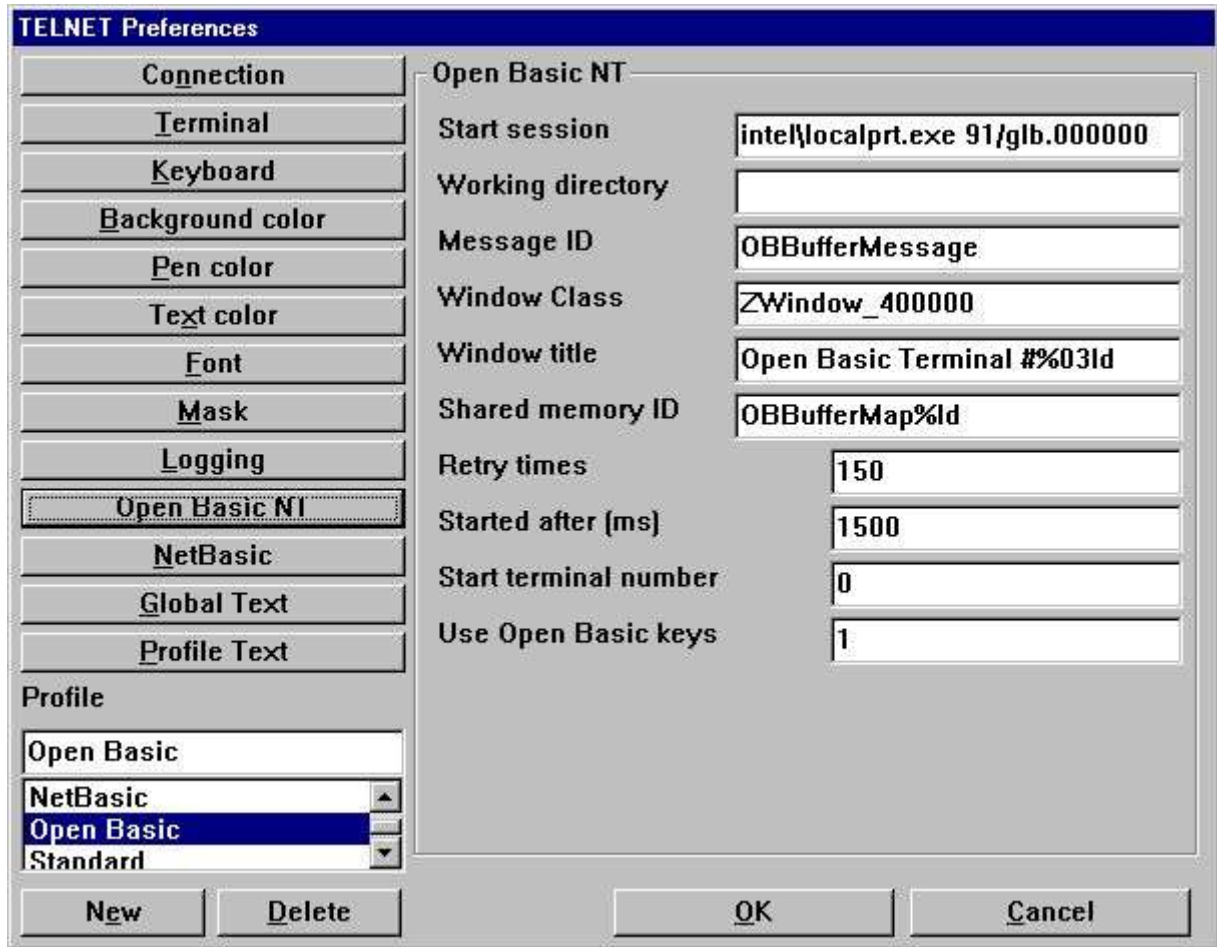 TELNET Preferences
Connection
Terminal
Keyboard
Background color
Pen color
Text color
Font
Mask
Logging
Open Basic NT
NetBasic
Global Text
Profile Text
Profile
Open Basic
NetBasic
Open Basic
Standard
New
Delete
Open Basic NT
Start session
intel\localprt.exe 91/glb.000000
Working directory
Message ID
OBBufferMessage
Window Class
ZWindow_400000
Window title
Open Basic Terminal #%03ld
Shared memory ID
OBBufferMap%ld
Retry times
150
Started after (ms)
1500
Start terminal number
0
Use Open Basic keys
1
OK
Cancel